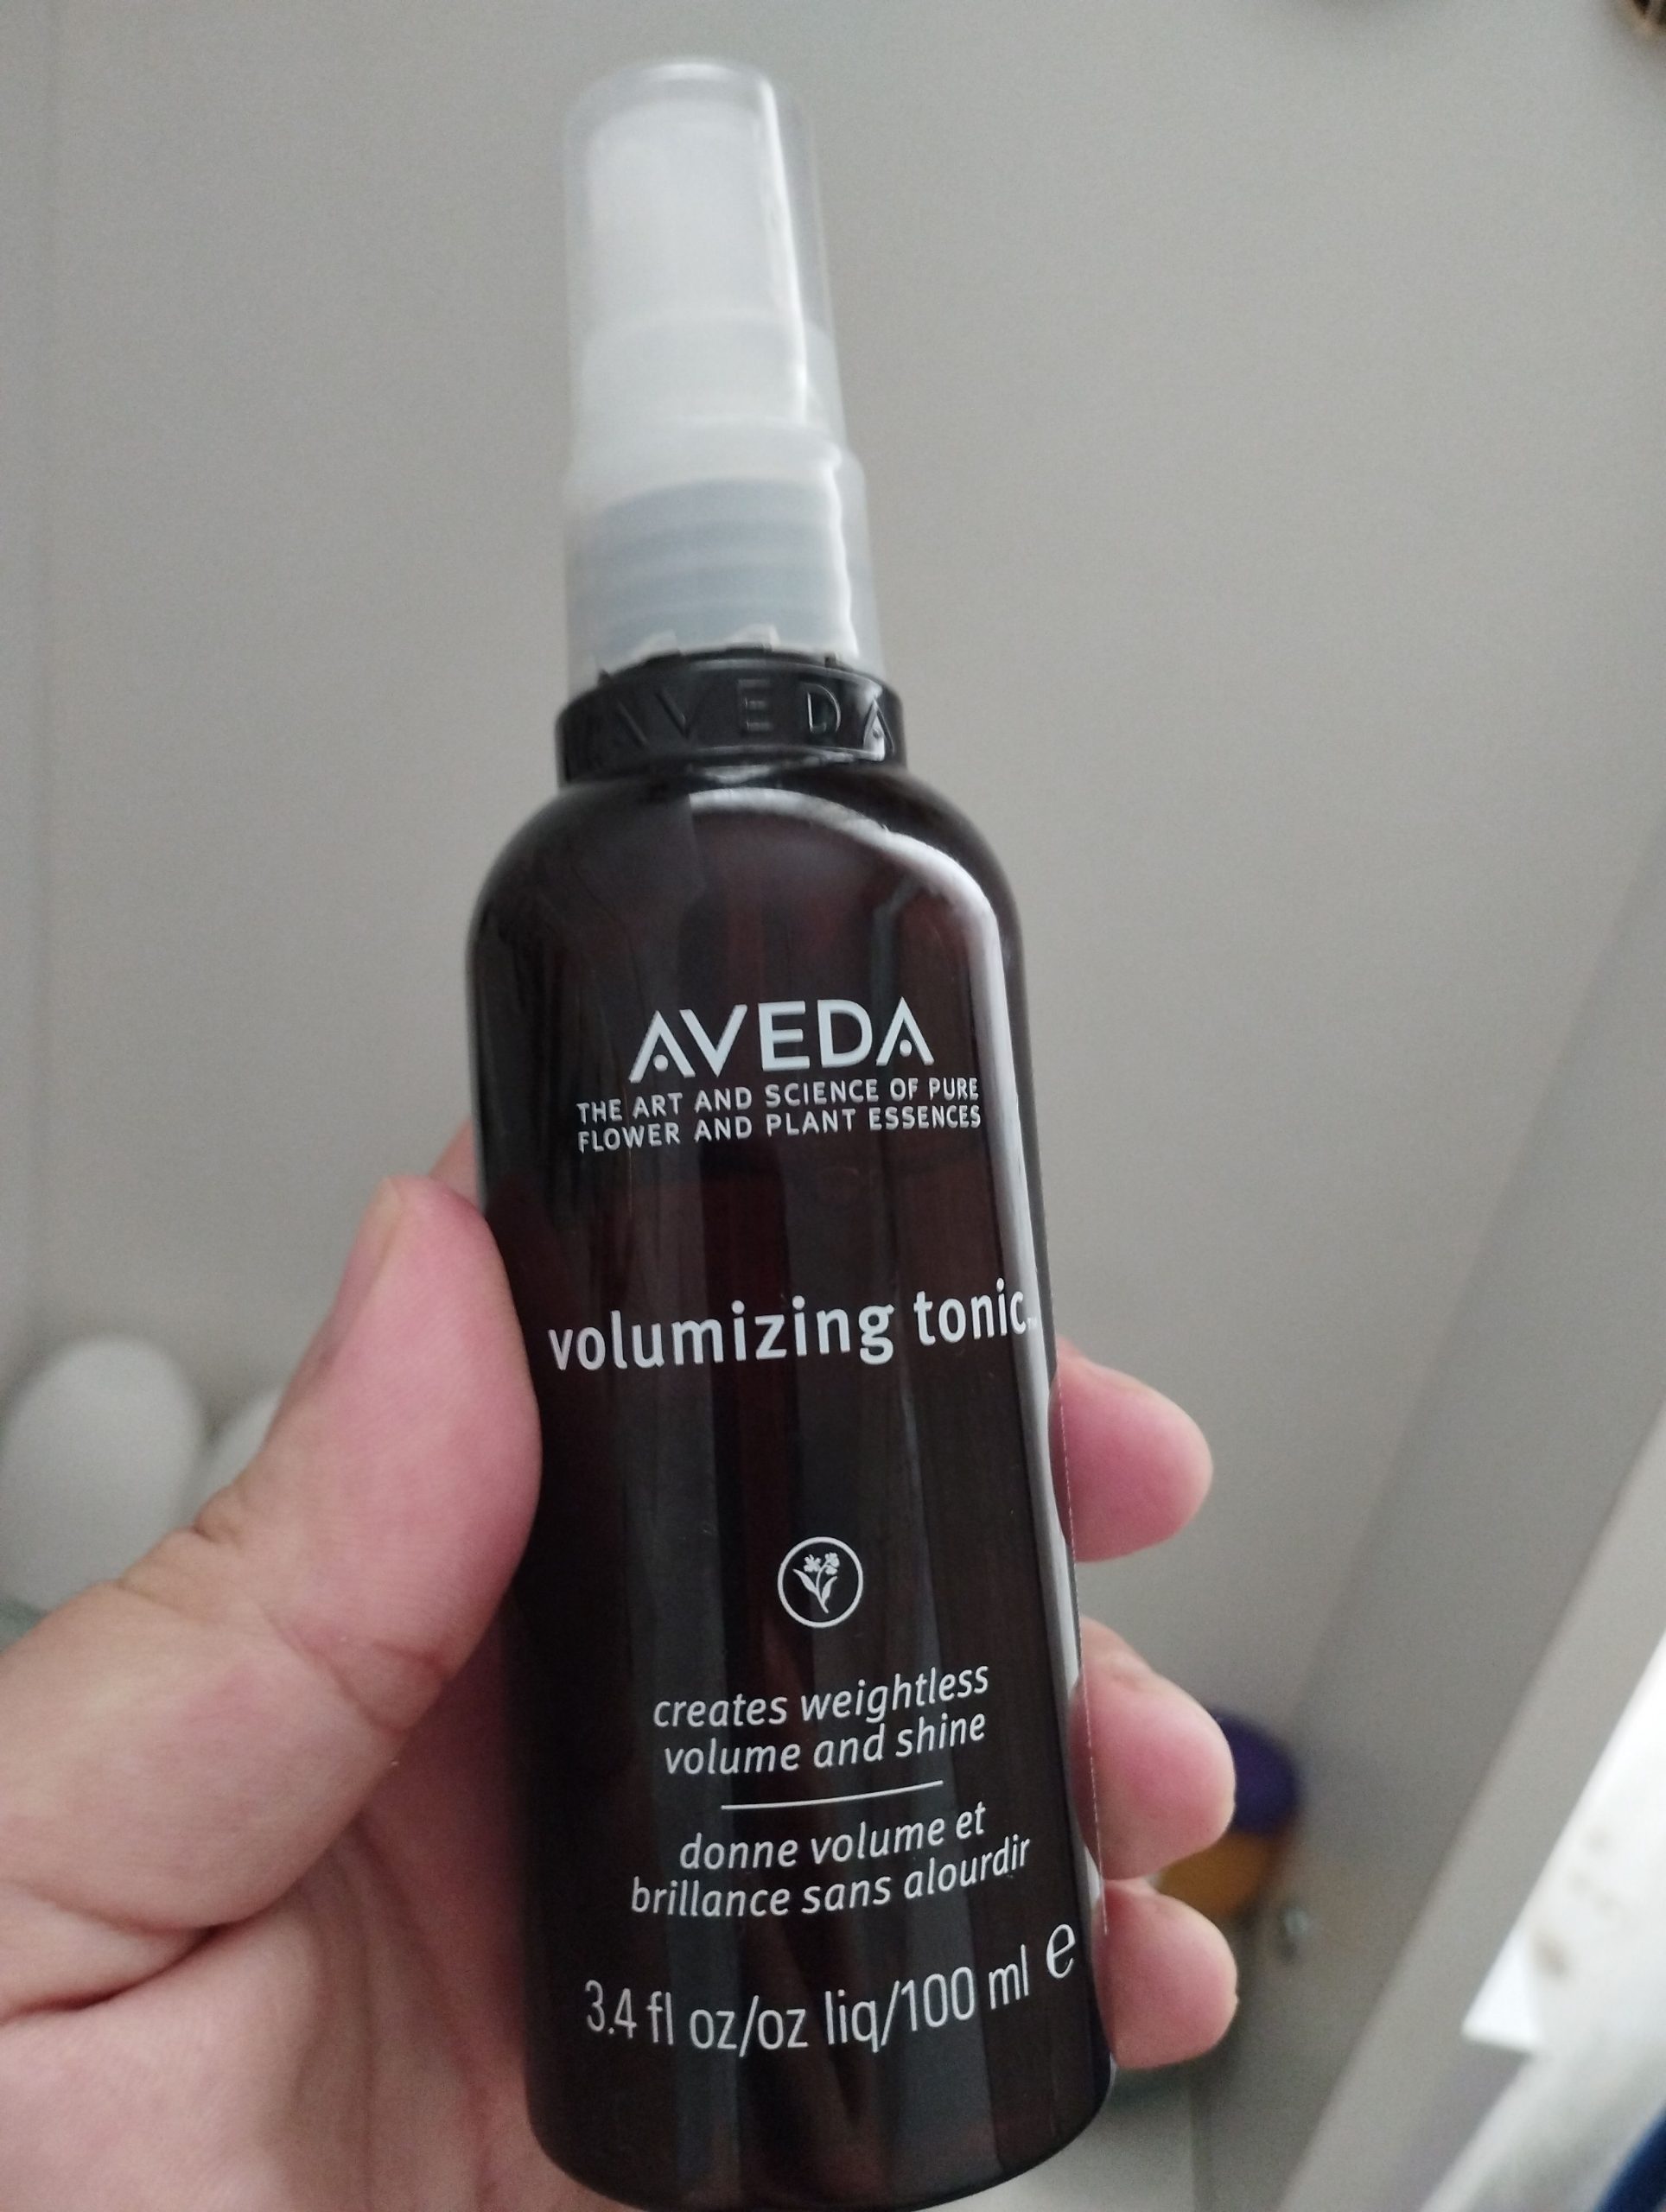 AVEDA
AVEDA
THE ART AND SCIENCE OF PURE
FLOWER AND PLANT ESSENCES
volumizing tonic™
creates weightless
volume and shine
donne volume et
brillance sans alourdir
3.4 fl oz/oz liq/100 ml e